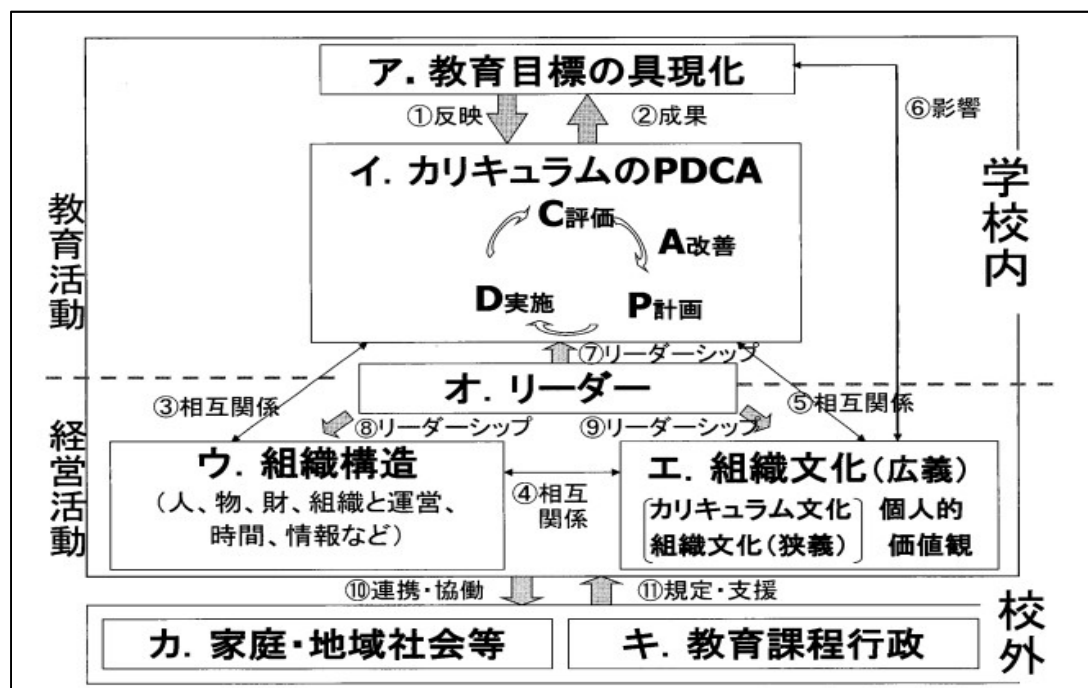 ア. 教育目標の具現化
①反映
②成果
⑥影響
イ. カリキュラムのPDCA
C評価
A改善
D実施
P計画
教育活動
学校内
⑦リーダーシップ
オ. リーダー
③相互関係
⑤相互関係
⑧リーダーシップ
⑨リーダーシップ
経営活動
ウ. 組織構造
（人、物、財、組織と運営、
時間、情報など）
④相互
関係
エ. 組織文化（広義）
カリキュラム文化
組織文化（狭義）
個人的
価値観
⑩連携・協働
⑪規定・支援
カ. 家庭・地域社会等
キ. 教育課程行政
校外